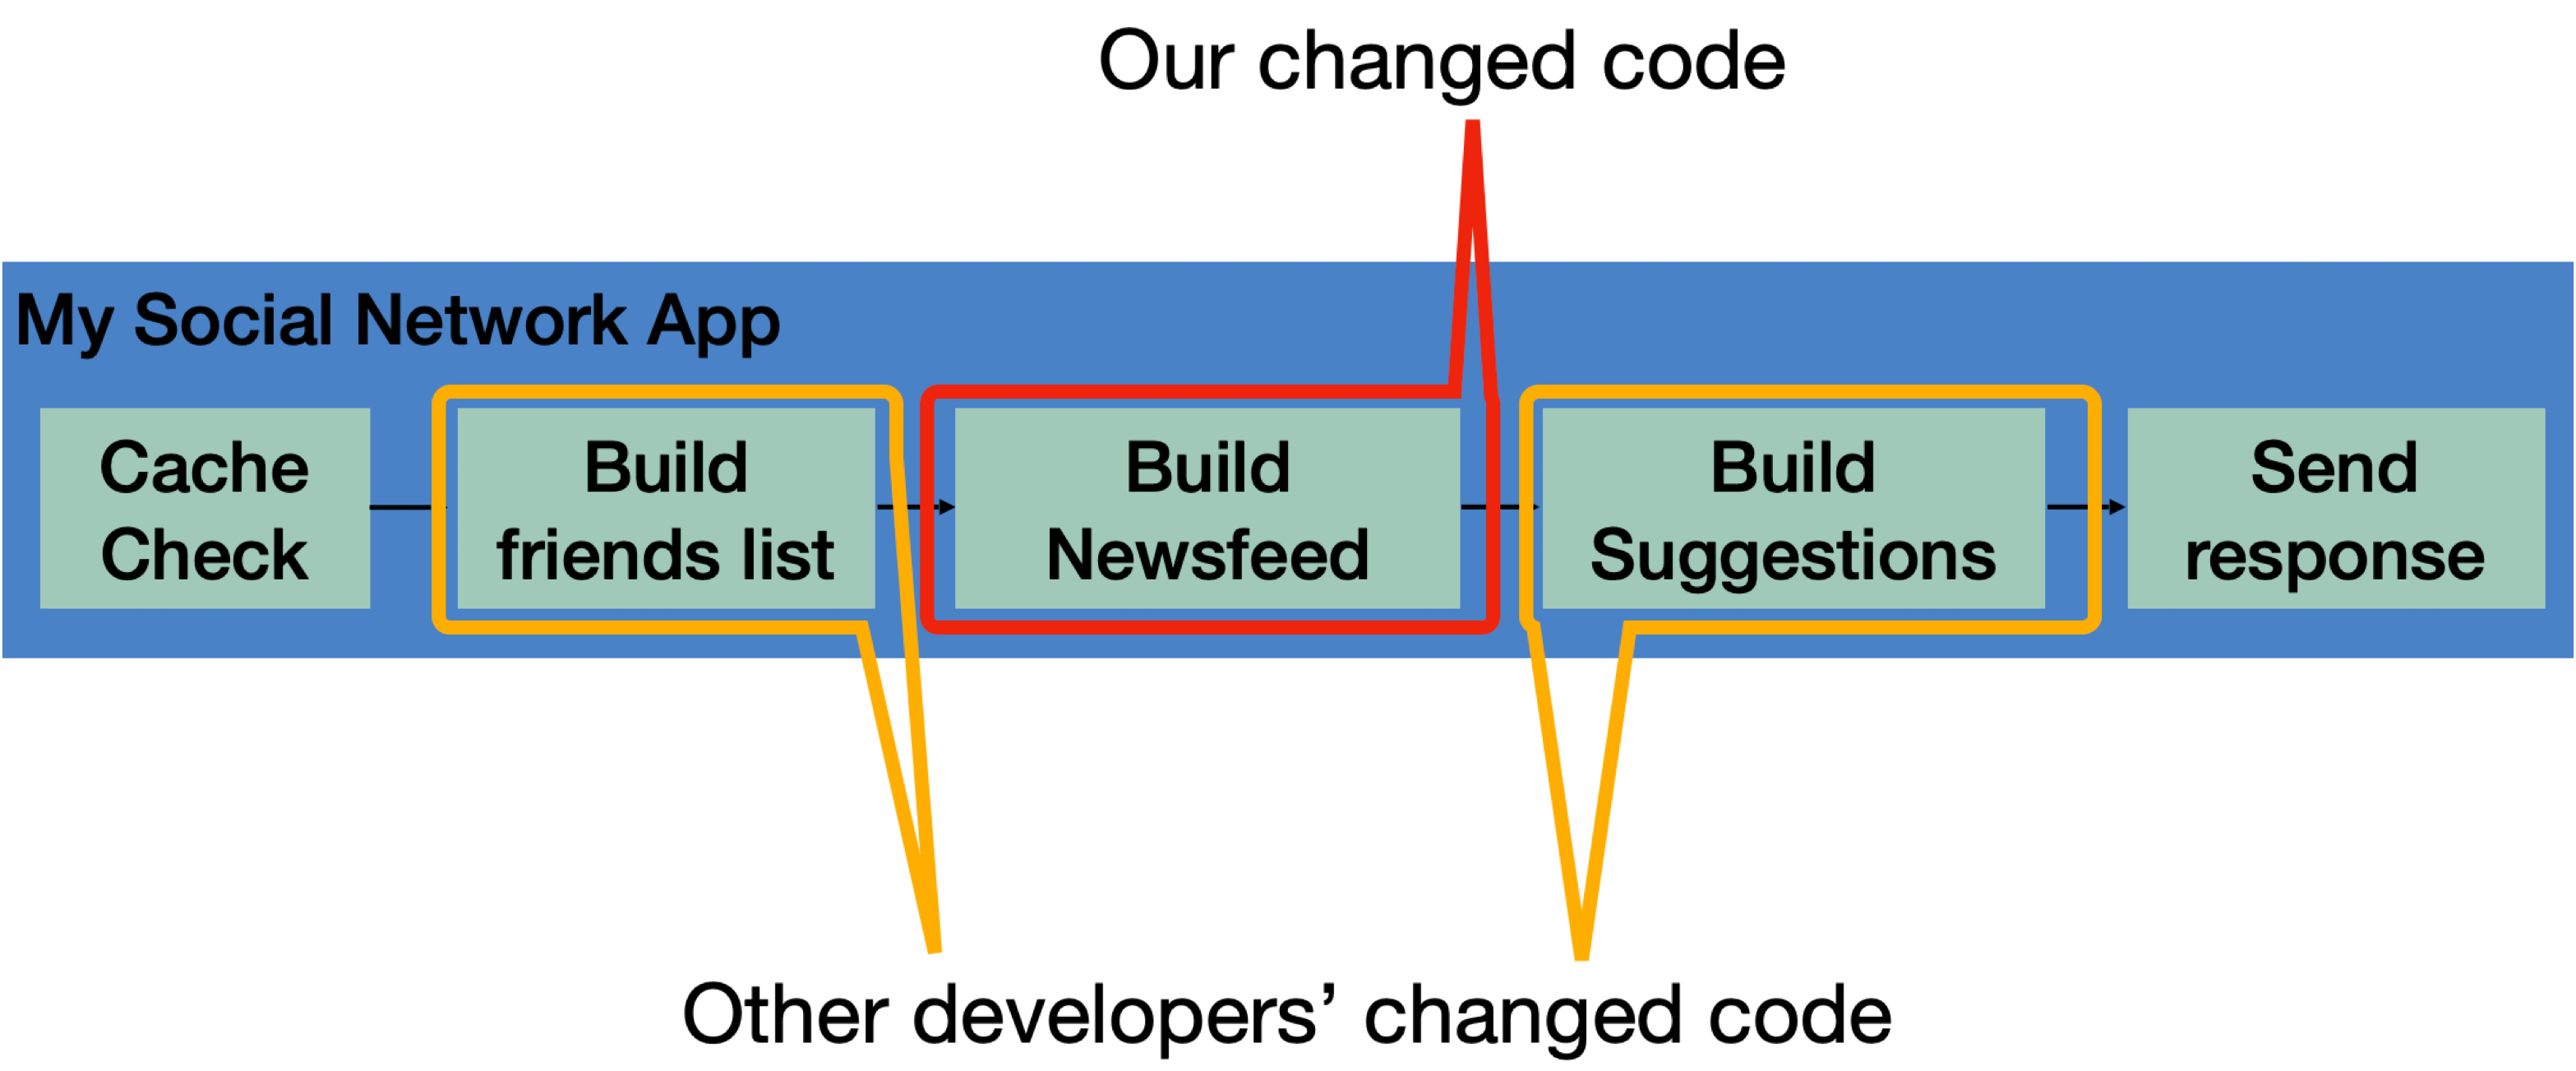 Our changed code
My Social Network App
Cache
Check
Build
friends list
Build
Newsfeed
Build
Suggestions
Send
response
Other developers’ changed code